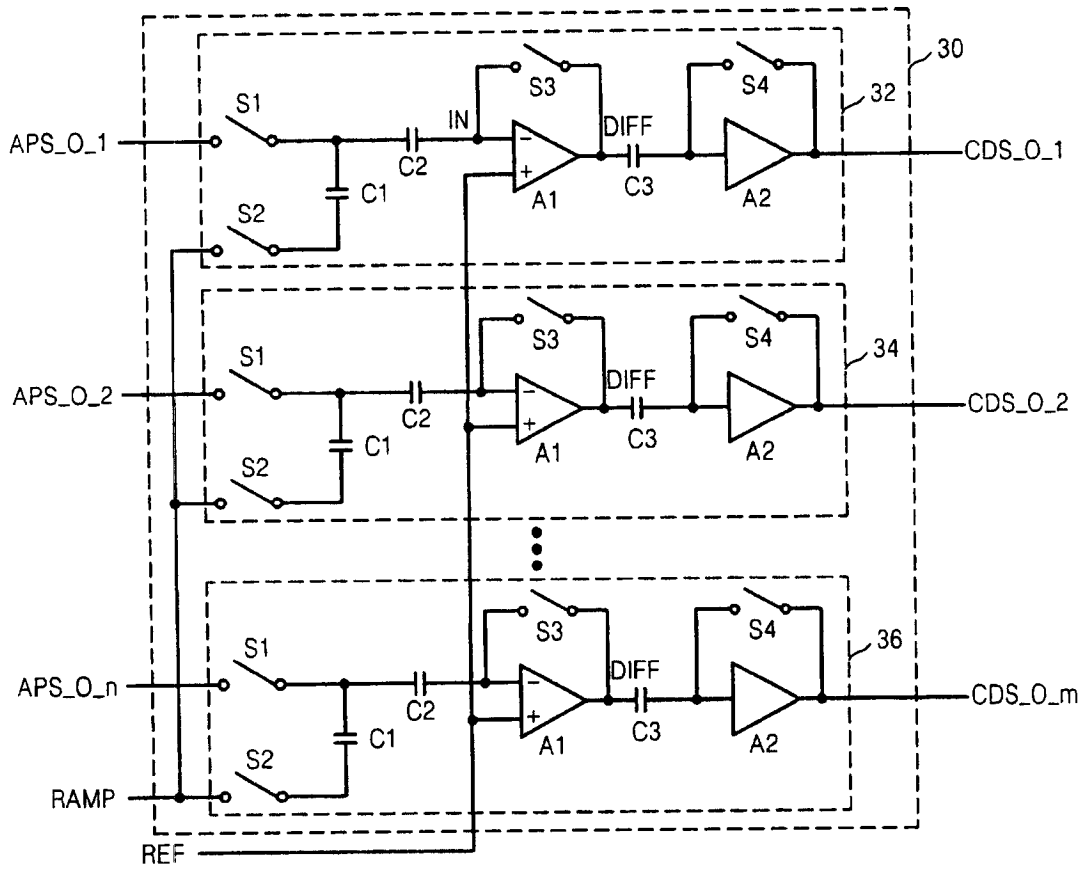 30
S3
S4
32
S1
IN
DIFF
APS_O_1
CDS_O_1
C2
C3
C1
A1
A2
S2
+
−
S3
S4
34
S1
DIFF
APS_O_2
CDS_O_2
C2
C3
C1
A1
A2
S2
+
−
S3
S4
36
S1
DIFF
APS_O_n
CDS_O_m
C2
C3
C1
A1
A2
S2
+
−
RAMP
REF